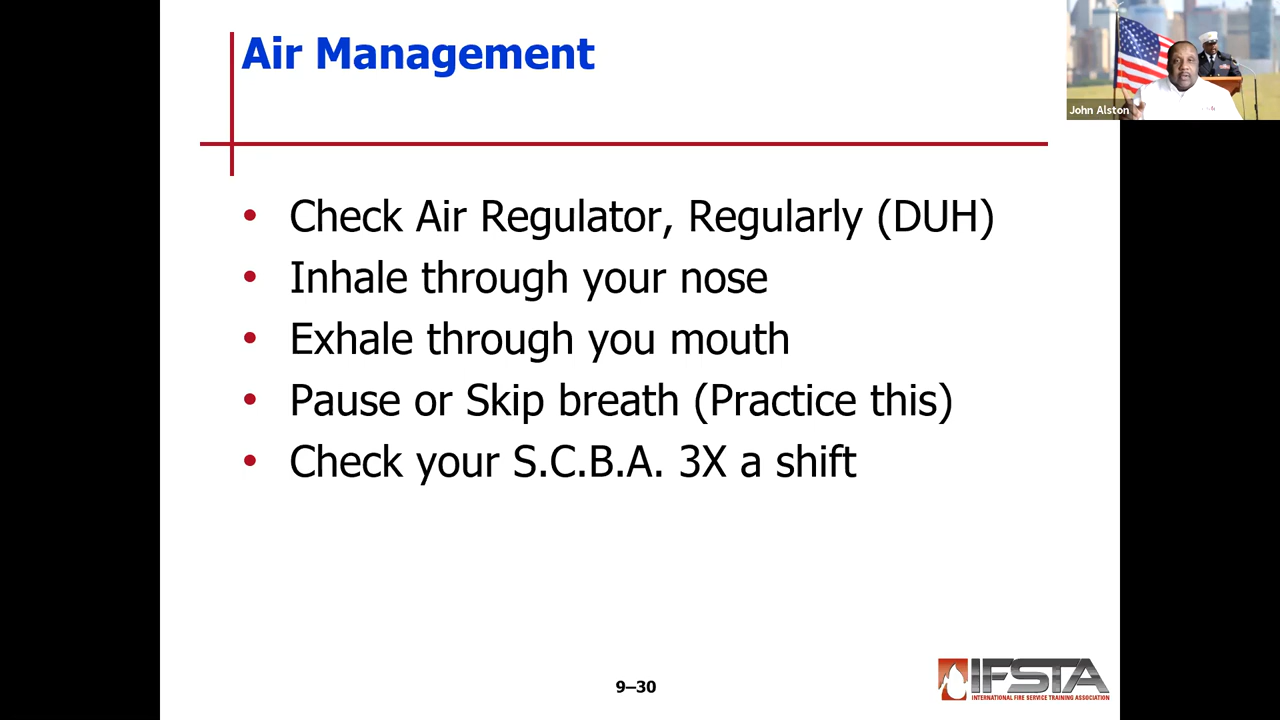 Air Management
John Alston
• Check Air Regulator, Regularly (DUH)
• Inhale through your nose
• Exhale through you mouth
• Pause or Skip breath (Practice this)
• Check your S.C.B.A. 3X a shift
9–30
IFSTA
INTERNATIONAL FIRE SERVICE TRAINING ASSOCIATION